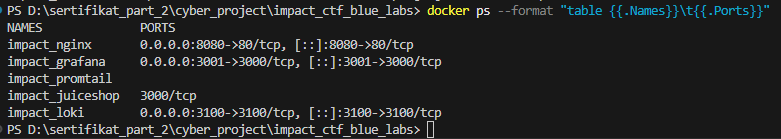 PS D:\sertifikat_part_2\cyber_project\impact_ctf_blue_labs> docker ps --format "table {{.Names}}\t{{.Ports}}"
NAMES PORTS
impact_nginx 0.0.0.0:8080->80/tcp, [::]:8080->80/tcp
impact_grafana 0.0.0.0:3001->3000/tcp, [::]:3001->3000/tcp
impact_promtail
impact_juiceshop 3000/tcp
impact_loki 0.0.0.0:3100->3100/tcp, [::]:3100->3100/tcp
PS D:\sertifikat_part_2\cyber_project\impact_ctf_blue_labs>